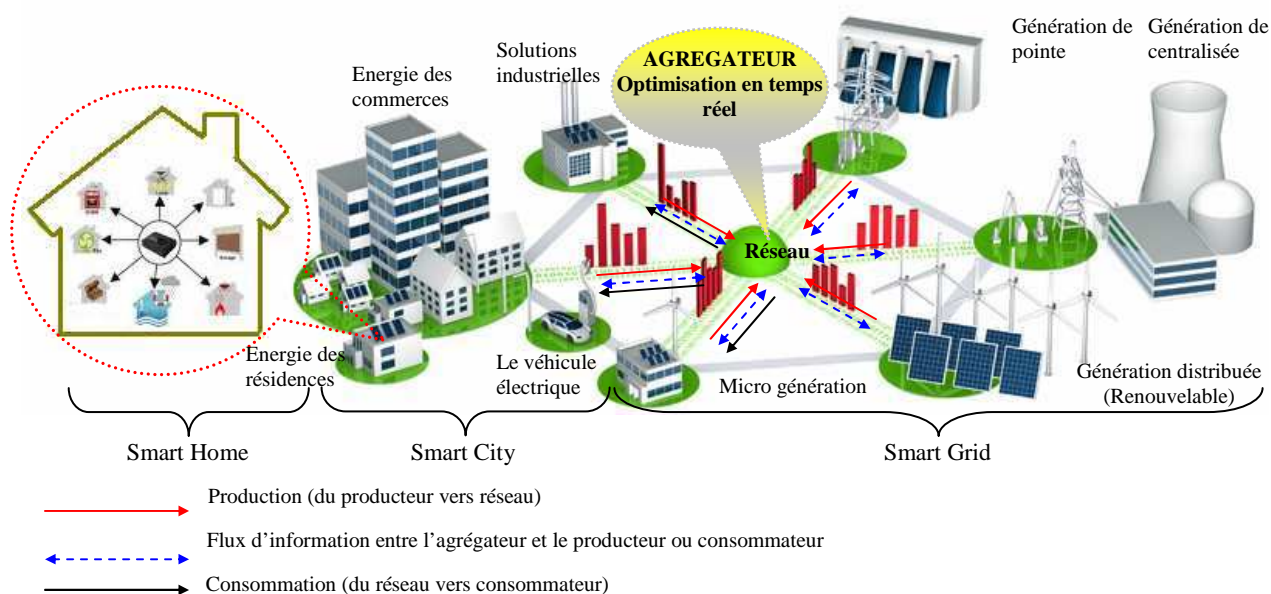 Génération de
pointe
Génération de
centralisée
Solutions
industrielles
AGREGATEUR
Optimisation en temps
réel
Energie des
commerces
Réseau
Energie des
résidences
Le véhicule
électrique
Micro génération
Génération distribuée
(Renouvelable)
Smart Home
Smart City
Smart Grid
Production (du producteur vers réseau)
Flux d’information entre l’agrégateur et le producteur ou consommateur
Consommation (du réseau vers consommateur)